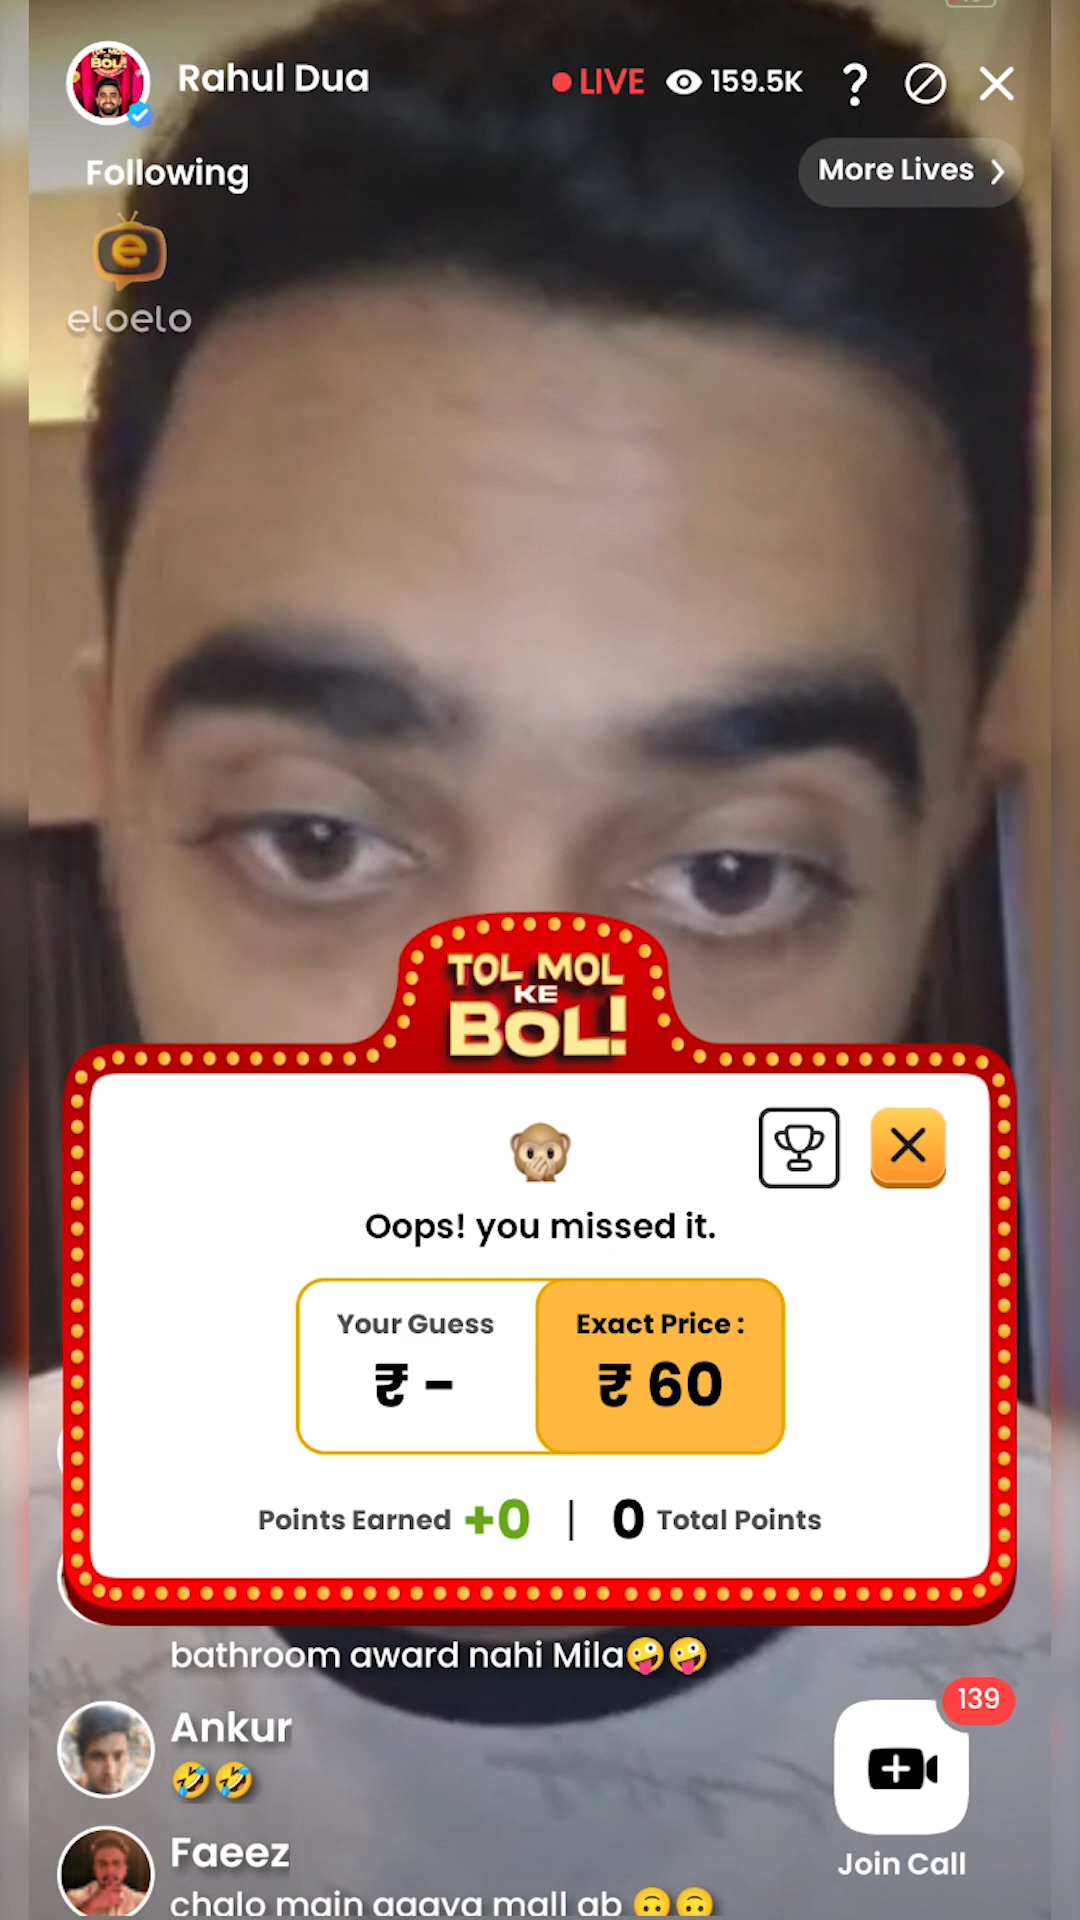 Rahul Dua
LIVE
159.5K
Following
More Lives
e
eloelo
TOL MOL
KE
BOL!
Oops! you missed it.
Your Guess
Exact Price :
₹ -
₹ 60
Points Earned +0 | 0 Total Points
bathroom award nahi Mila🤪🤪
139
Ankur
🤣🤣
Faeez
Join Call
chalo main aagaya mall ab 🙃🙃